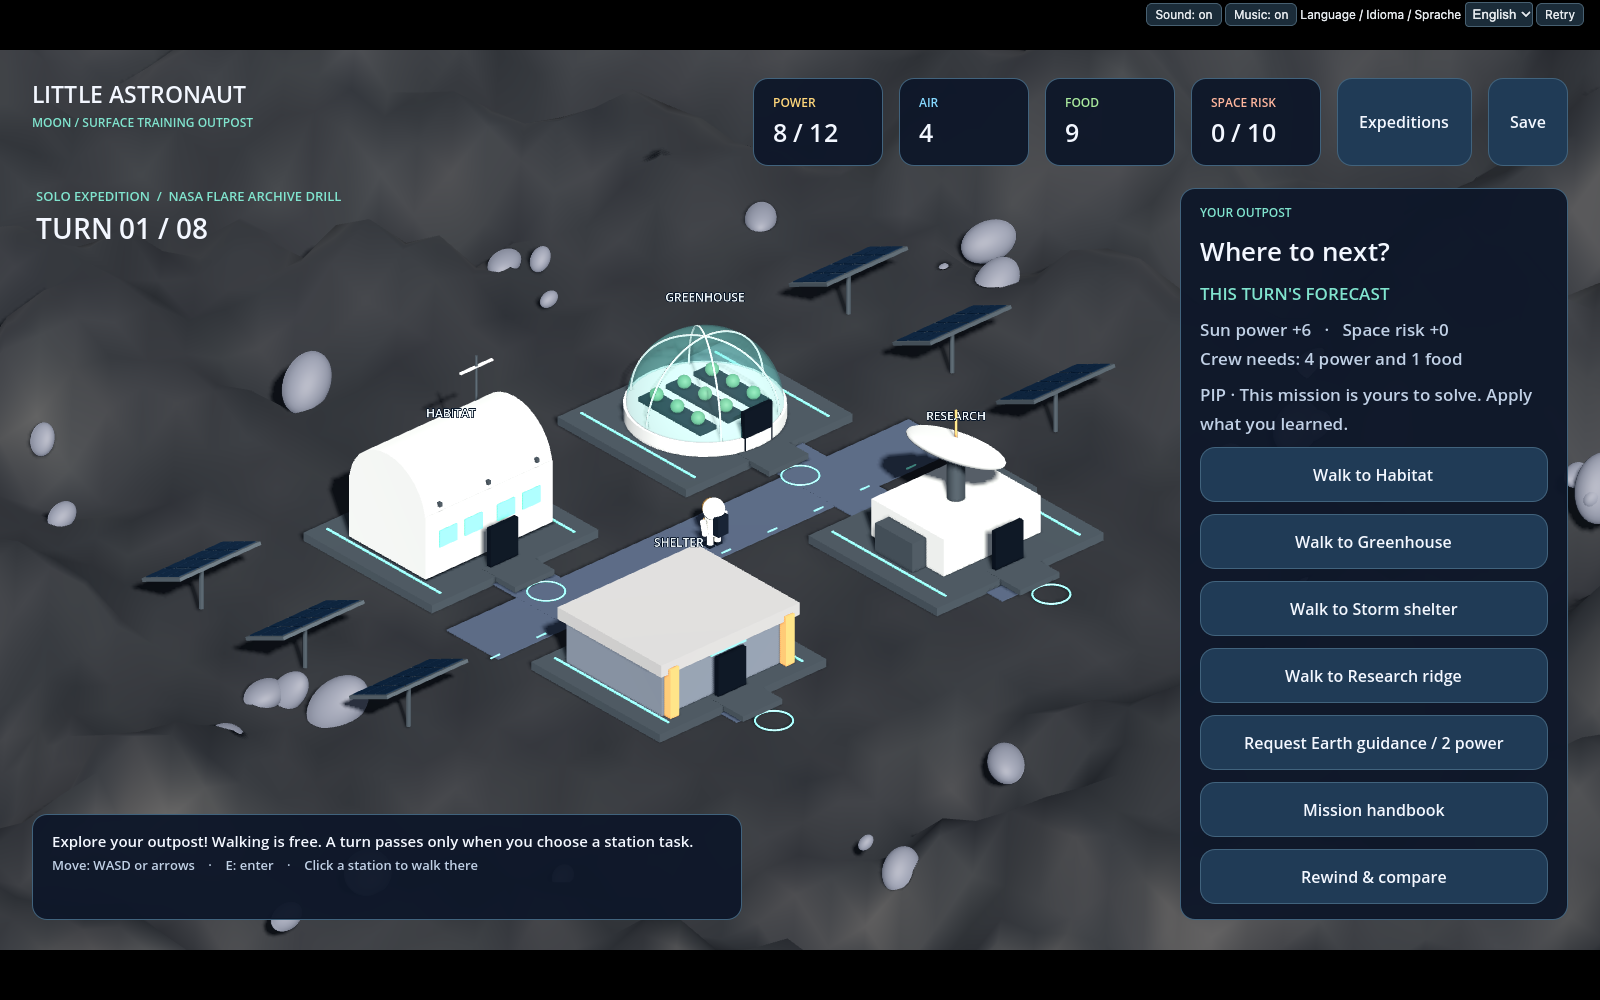 Sound: on Music: on Language / Idioma / Sprache English Retry
LITTLE ASTRONAUT
MOON / SURFACE TRAINING OUTPOST
POWER
8 / 12
AIR
4
FOOD
9
SPACE RISK
0 / 10
Expeditions
Save
SOLO EXPEDITION / NASA FLARE ARCHIVE DRILL
TURN 01 / 08
GREENHOUSE
HABITAT
RESEARCH
SHELTER
YOUR OUTPOST
Where to next?
THIS TURN'S FORECAST
Sun power +6 · Space risk +0
Crew needs: 4 power and 1 food
PIP · This mission is yours to solve. Apply
what you learned.
Walk to Habitat
Walk to Greenhouse
Walk to Storm shelter
Walk to Research ridge
Request Earth guidance / 2 power
Mission handbook
Rewind & compare
Explore your outpost! Walking is free. A turn passes only when you choose a station task.
Move: WASD or arrows · E: enter · Click a station to walk there